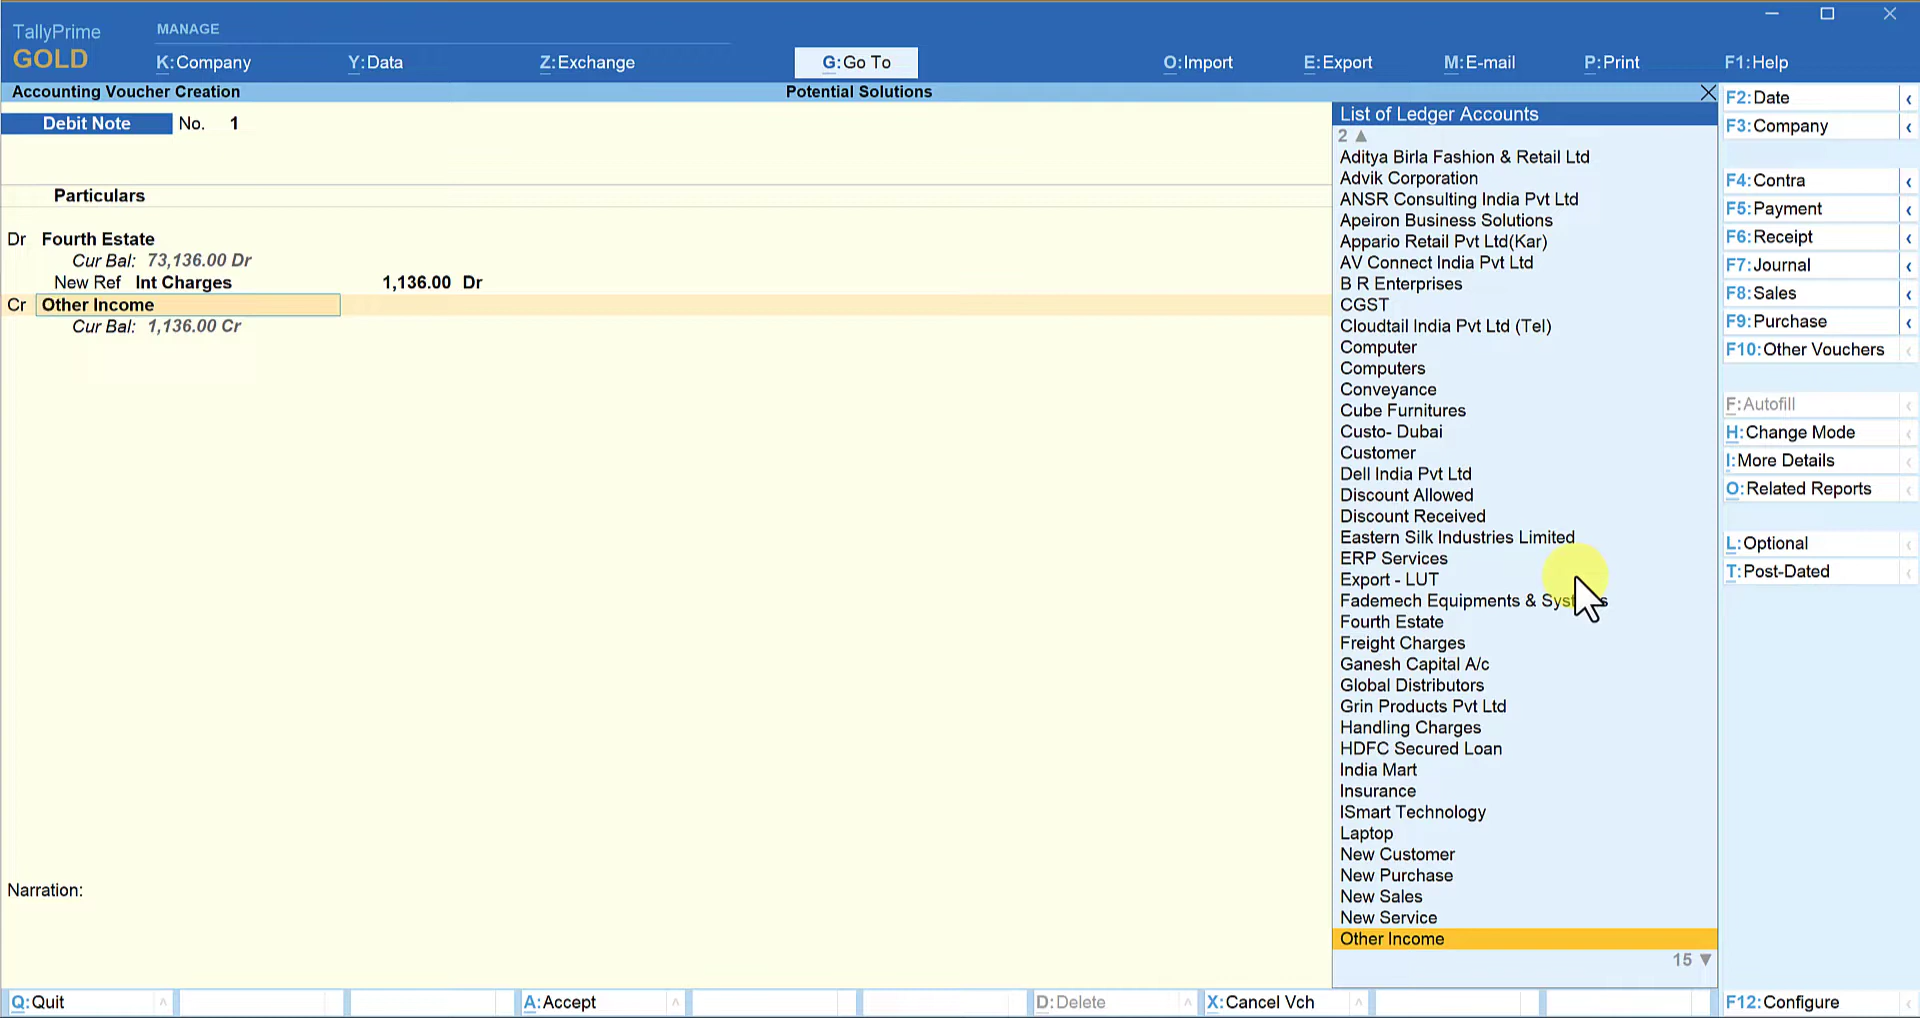 TallyPrime
GOLD
MANAGE
K:Company Y:Data Z:Exchange G:Go To O:Import E:Export M:E-mail P:Print F1:Help
Accounting Voucher Creation Potential Solutions
Debit Note No. 1
Particulars
Dr Fourth Estate
Cur Bal: 73,136.00 Dr
New Ref Int Charges 1,136.00 Dr
Cr Other Income
Cur Bal: 1,136.00 Cr
Narration:
List of Ledger Accounts
2 ▲
Aditya Birla Fashion & Retail Ltd
Advik Corporation
ANSR Consulting India Pvt Ltd
Apeiron Business Solutions
Appario Retail Pvt Ltd(Kar)
AV Connect India Pvt Ltd
B R Enterprises
CGST
Cloudtail India Pvt Ltd (Tel)
Computer
Computers
Conveyance
Cube Furnitures
Custo- Dubai
Customer
Dell India Pvt Ltd
Discount Allowed
Discount Received
Eastern Silk Industries Limited
ERP Services
Export - LUT
Fademech Equipments & Systems
Fourth Estate
Freight Charges
Ganesh Capital A/c
Global Distributors
Grin Products Pvt Ltd
Handling Charges
HDFC Secured Loan
India Mart
Insurance
ISmart Technology
Laptop
New Customer
New Purchase
New Sales
New Service
Other Income
15 ▼
F2:Date
F3:Company
F4:Contra
F5:Payment
F6:Receipt
F7:Journal
F8:Sales
F9:Purchase
F10:Other Vouchers
F:Autofill
H:Change Mode
I:More Details
O:Related Reports
L:Optional
T:Post-Dated
Q:Quit A:Accept D:Delete X:Cancel Vch F12:Configure